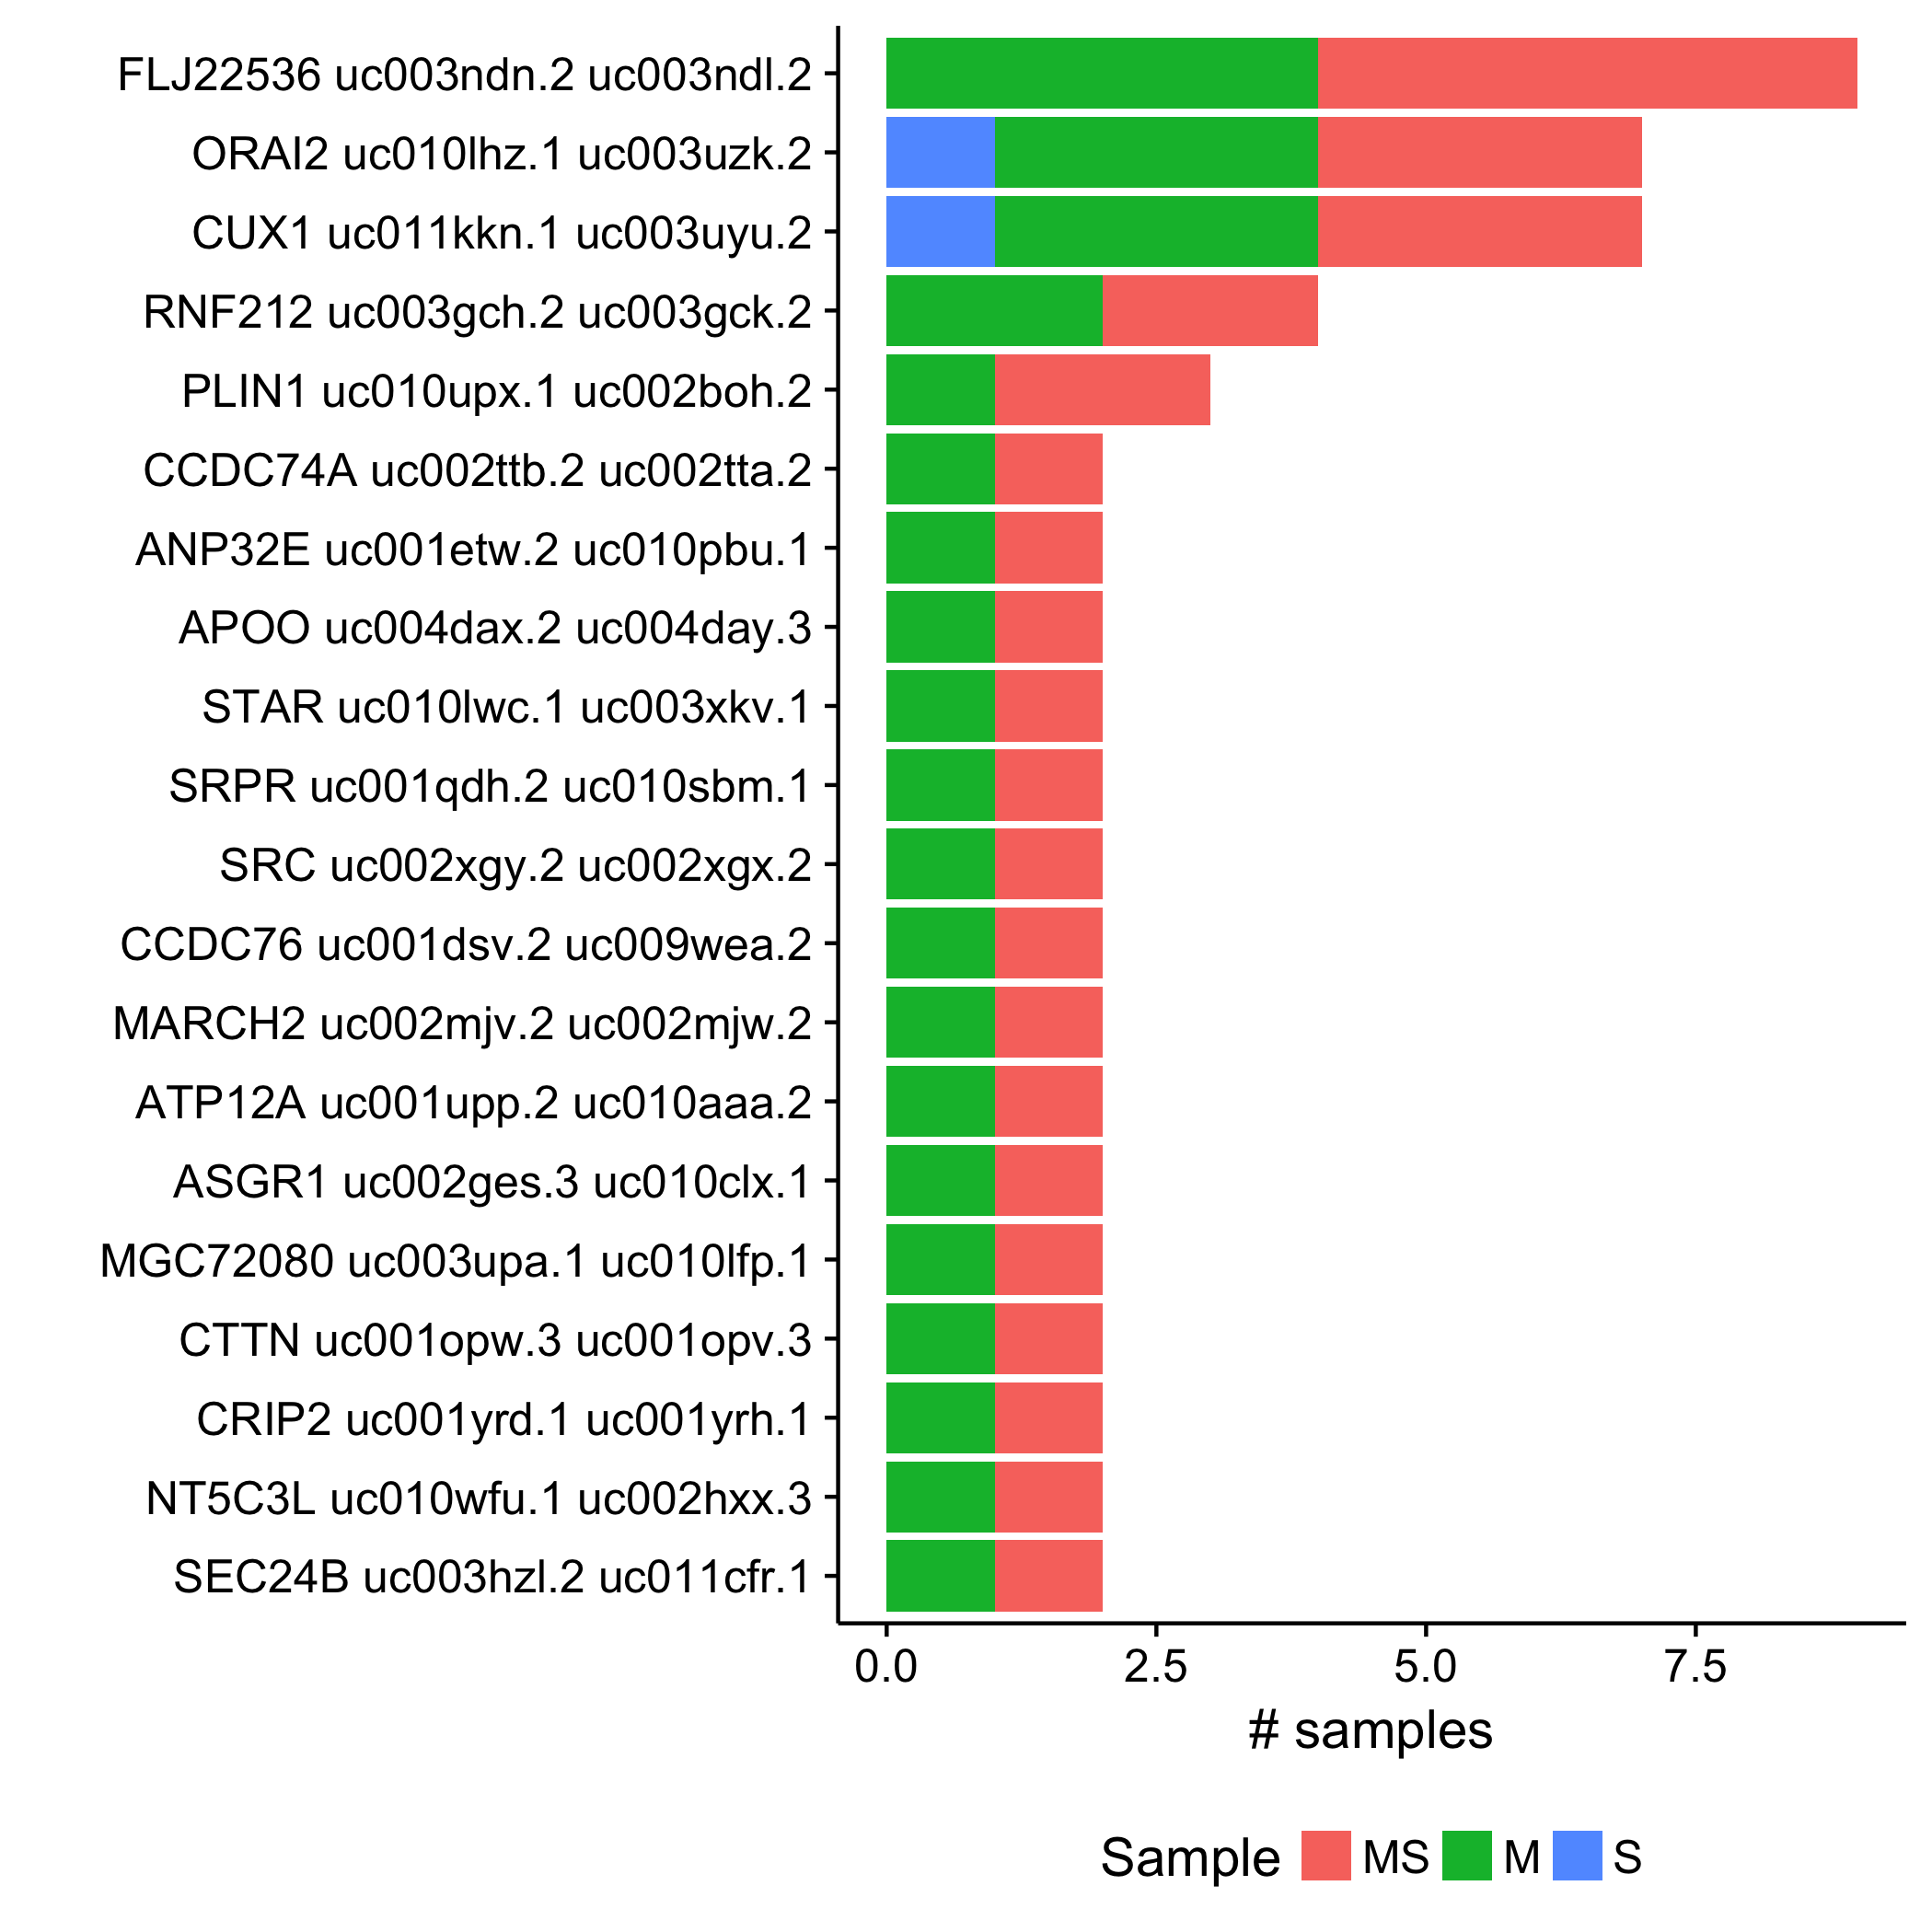 FLJ22536 uc003ndn.2 uc003ndl.2
ORAI2 uc010lhz.1 uc003uzk.2
CUX1 uc011kkn.1 uc003uyu.2
RNF212 uc003gch.2 uc003gck.2
PLIN1 uc010upx.1 uc002boh.2
CCDC74A uc002ttb.2 uc002tta.2
ANP32E uc001etw.2 uc010pbu.1
APOO uc004dax.2 uc004day.3
STAR uc010lwc.1 uc003xkv.1
SRPR uc001qdh.2 uc010sbm.1
SRC uc002xgy.2 uc002xgx.2
CCDC76 uc001dsv.2 uc009wea.2
MARCH2 uc002mjv.2 uc002mjw.2
ATP12A uc001upp.2 uc010aaa.2
ASGR1 uc002ges.3 uc010clx.1
MGC72080 uc003upa.1 uc010lfp.1
CTTN uc001opw.3 uc001opv.3
CRIP2 uc001yrd.1 uc001yrh.1
NT5C3L uc010wfu.1 uc002hxx.3
SEC24B uc003hzl.2 uc011cfr.1
0.0 2.5 5.0 7.5
# samples
Sample MS M S